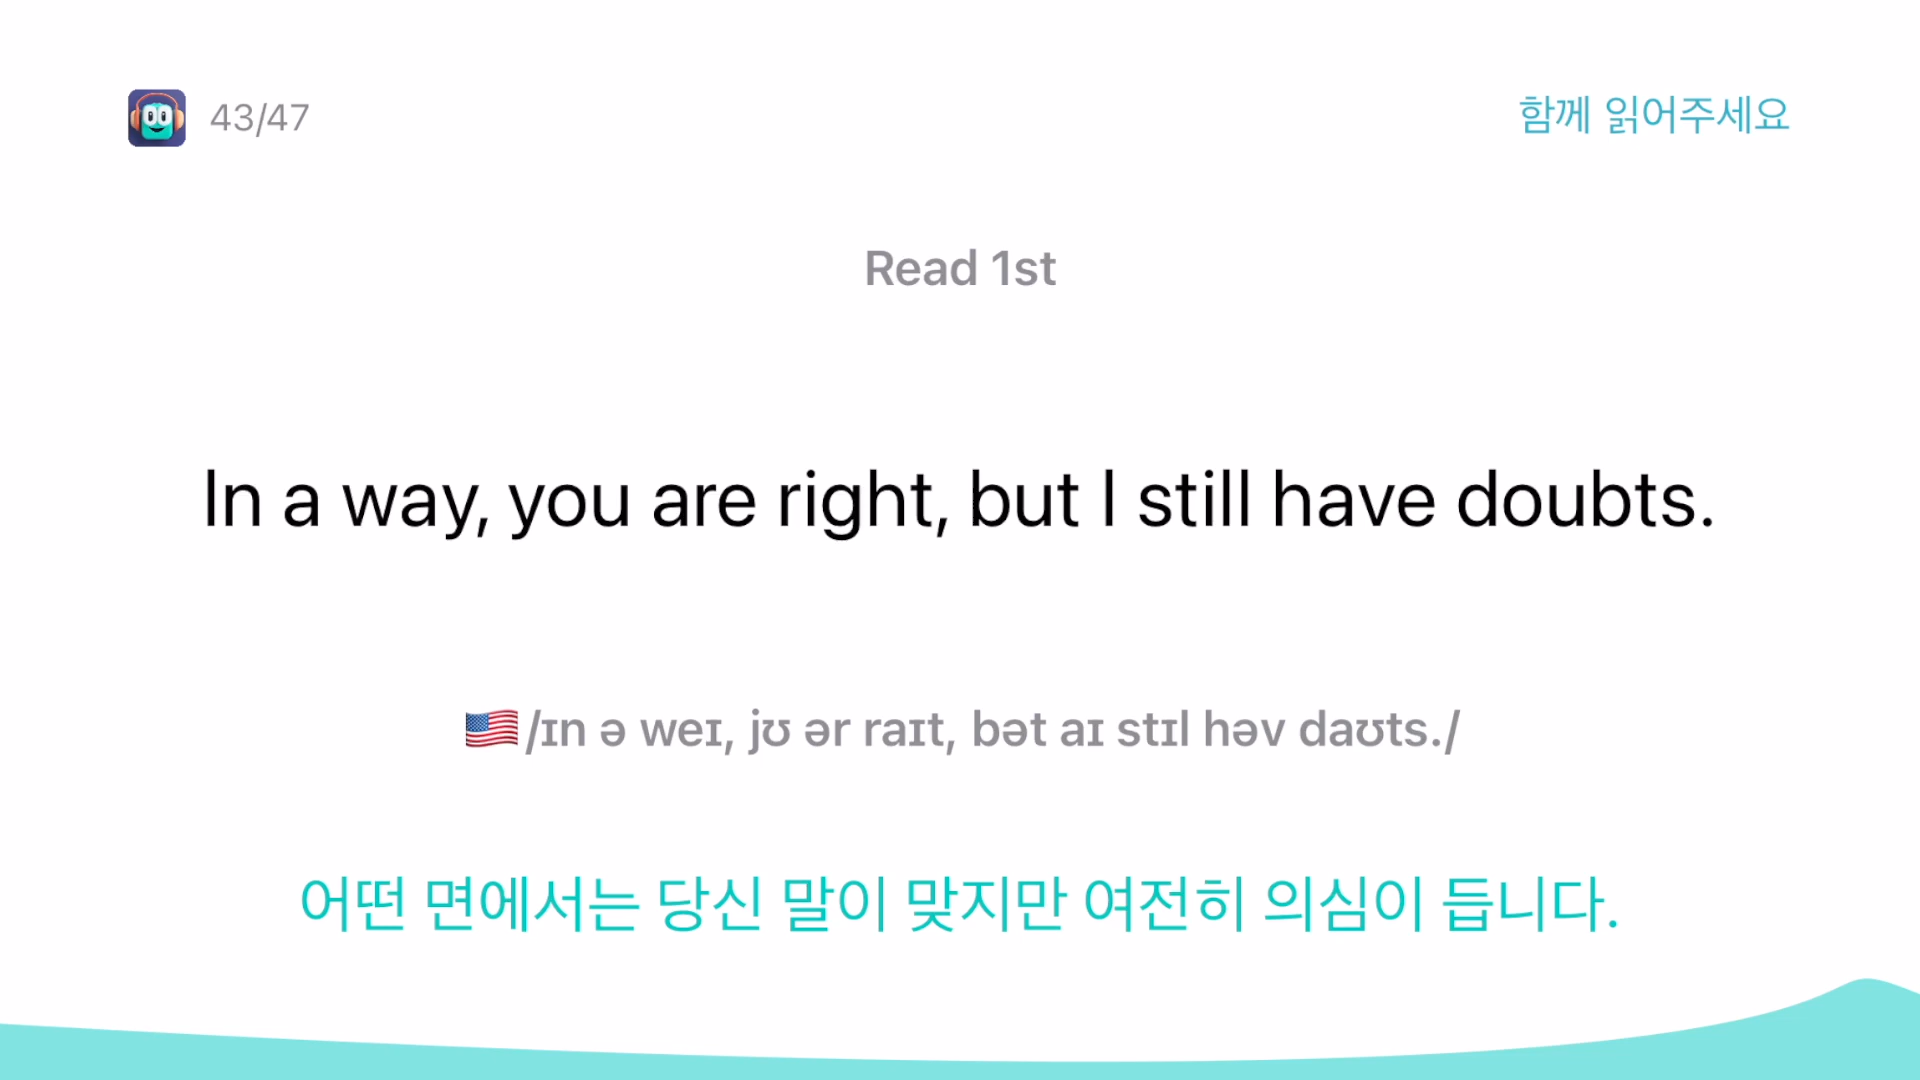 43/47
함께 읽어주세요
Read 1st
In a way, you are right, but I still have doubts.
/ɪn ə weɪ, jʊ ər raɪt, bət aɪ stɪl həv daʊts./
어떤 면에서는 당신 말이 맞지만 여전히 의심이 듭니다.